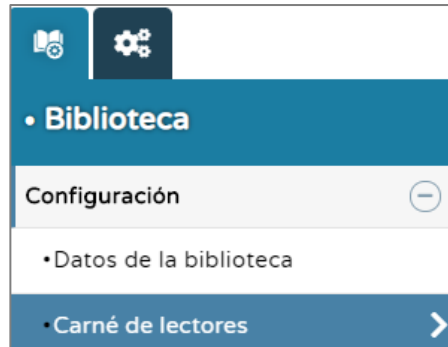 • Biblioteca
Configuración
•Datos de la biblioteca
•Carné de lectores